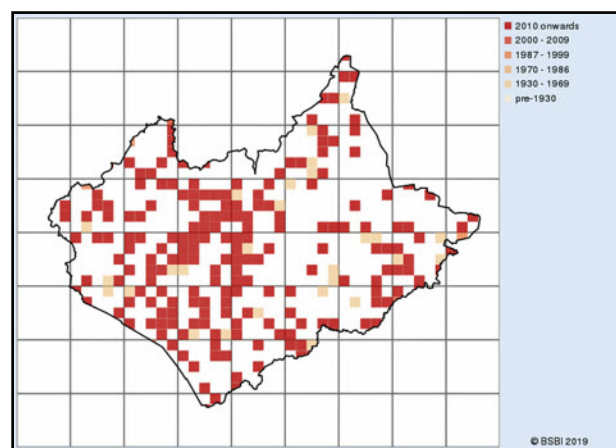 2010 onwards
2000 - 2009
1987 - 1999
1970 - 1986
1930 - 1969
pre-1930
© BSBI 2019